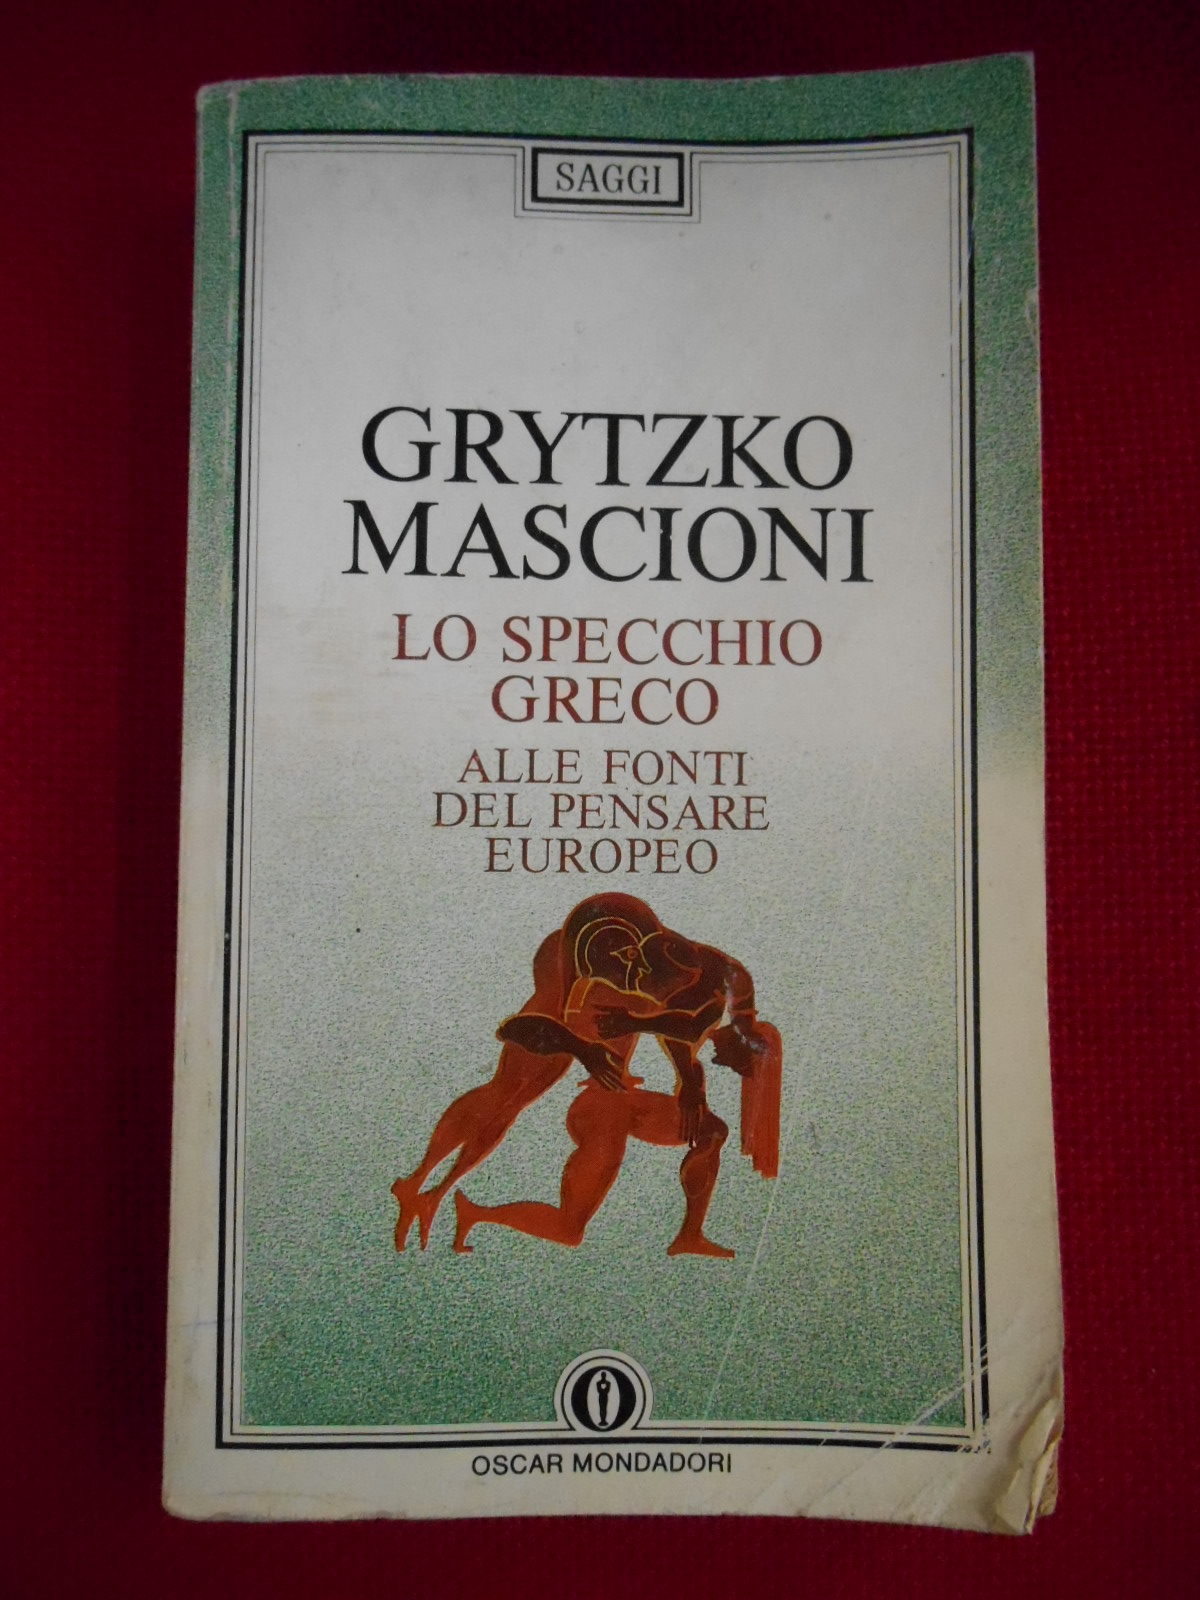 SAGGI
GRYTZKO
MASCIONI
LO SPECCHIO
GRECO
ALLE FONTI
DEL PENSARE
EUROPEO
OSCAR MONDADORI